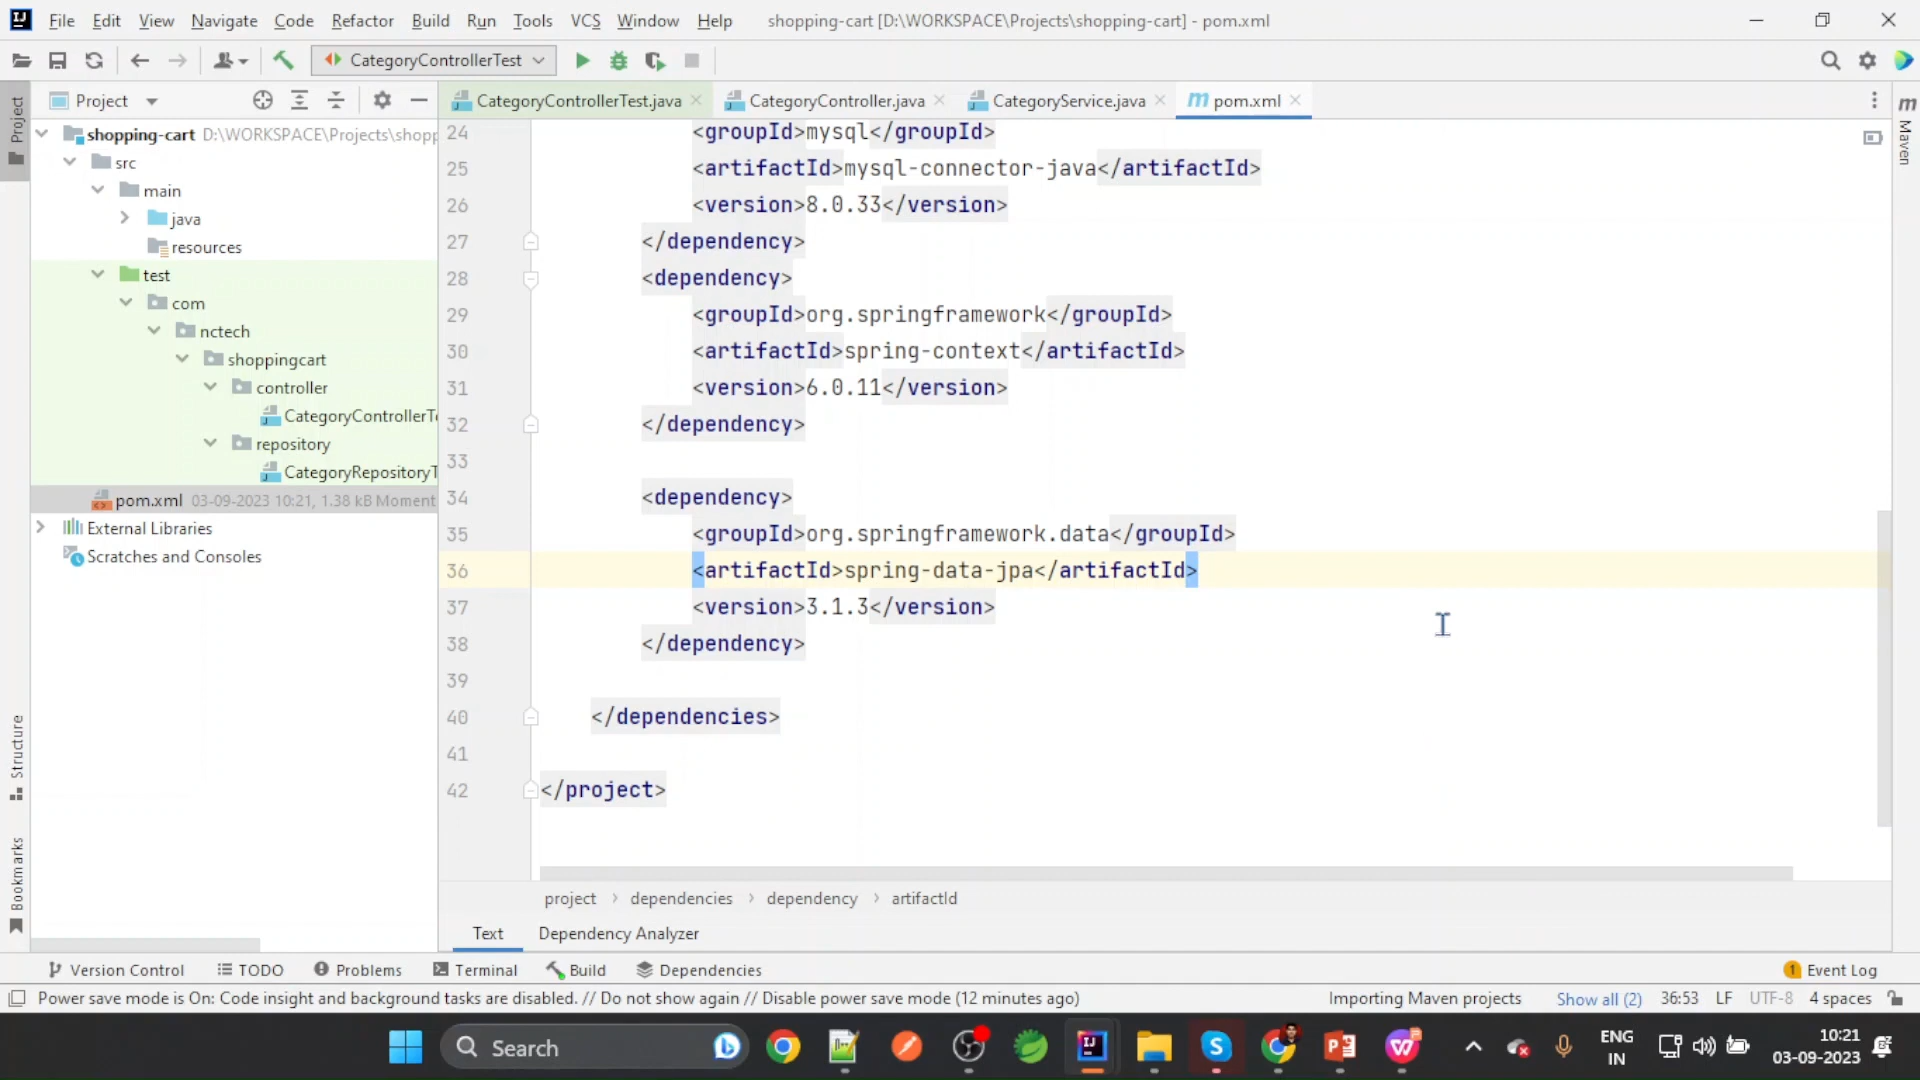 File Edit View Navigate Code Refactor Build Run Tools VCS Window Help shopping-cart [D:\WORKSPACE\Projects\shopping-cart] - pom.xml
CategoryControllerTest
Project
CategoryControllerTest.java CategoryController.java CategoryService.java pom.xml
Project
Structure
Bookmarks
Maven
shopping-cart D:\WORKSPACE\Projects\shopp
src
main
java
resources
test
com
nctech
shoppingcart
controller
CategoryControllerTe
repository
CategoryRepositoryT
pom.xml 03-09-2023 10:21, 1.38 kB Moment
External Libraries
Scratches and Consoles
24 <groupId>mysql</groupId>
25 <artifactId>mysql-connector-java</artifactId>
26 <version>8.0.33</version>
27 </dependency>
28 <dependency>
29 <groupId>org.springframework</groupId>
30 <artifactId>spring-context</artifactId>
31 <version>6.0.11</version>
32 </dependency>
33
34 <dependency>
35 <groupId>org.springframework.data</groupId>
36 <artifactId>spring-data-jpa</artifactId>
37 <version>3.1.3</version>
38 </dependency>
39
40 </dependencies>
41
42 </project>
project › dependencies › dependency › artifactId
Text Dependency Analyzer
Version Control TODO Problems Terminal Build Dependencies 1 Event Log
Power save mode is On: Code insight and background tasks are disabled. // Do not show again // Disable power save mode (12 minutes ago) Importing Maven projects Show all (2) 36:53 LF UTF-8 4 spaces
Search
ENG
IN
10:21
03-09-2023